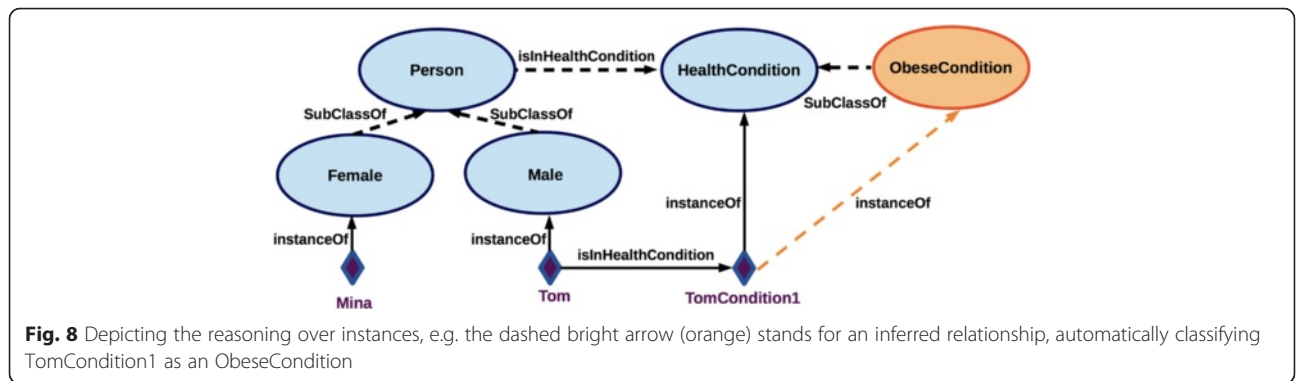 isInHealthCondition
Person
HealthCondition
ObeseCondition
SubClassOf
SubClassOf
SubClassOf
Female
Male
instanceOf
instanceOf
instanceOf
instanceOf
isInHealthCondition
Mina
Tom
TomCondition1
Fig. 8 Depicting the reasoning over instances, e.g. the dashed bright arrow (orange) stands for an inferred relationship, automatically classifying
TomCondition1 as an ObeseCondition